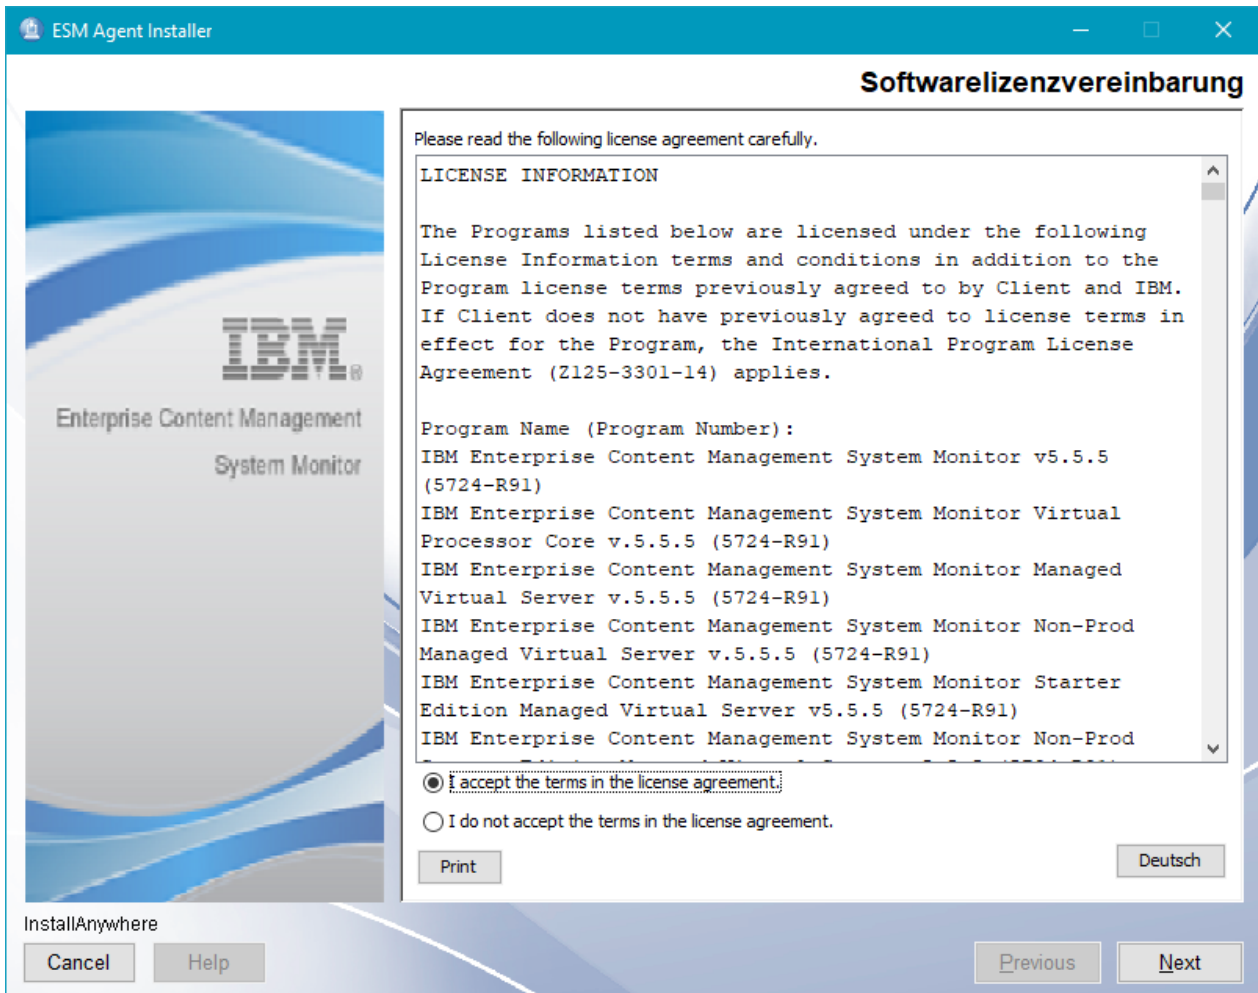 ESM Agent Installer
Softwarelizenzvereinbarung
IBM®
Enterprise Content Management
System Monitor
Please read the following license agreement carefully.
LICENSE INFORMATION
The Programs listed below are licensed under the following
License Information terms and conditions in addition to the
Program license terms previously agreed to by Client and IBM.
If Client does not have previously agreed to license terms in
effect for the Program, the International Program License
Agreement (Z125-3301-14) applies.
Program Name (Program Number):
IBM Enterprise Content Management System Monitor v5.5.5
(5724-R91)
IBM Enterprise Content Management System Monitor Virtual
Processor Core v.5.5.5 (5724-R91)
IBM Enterprise Content Management System Monitor Managed
Virtual Server v.5.5.5 (5724-R91)
IBM Enterprise Content Management System Monitor Non-Prod
Managed Virtual Server v.5.5.5 (5724-R91)
IBM Enterprise Content Management System Monitor Starter
Edition Managed Virtual Server v5.5.5 (5724-R91)
IBM Enterprise Content Management System Monitor Non-Prod
I accept the terms in the license agreement.
I do not accept the terms in the license agreement.
Print
Deutsch
InstallAnywhere
Cancel
Help
Previous
Next